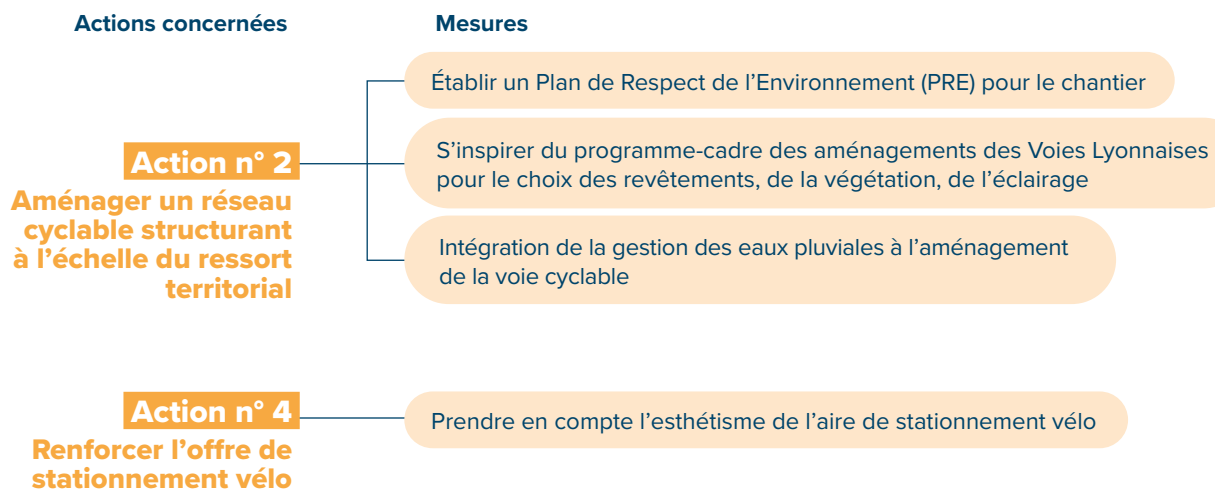 Actions concernées
Mesures
Action n° 2
Aménager un réseau
cyclable structurant
à l’échelle du ressort
territorial
Établir un Plan de Respect de l’Environnement (PRE) pour le chantier
S’inspirer du programme-cadre des aménagements des Voies Lyonnaises
pour le choix des revêtements, de la végétation, de l’éclairage
Intégration de la gestion des eaux pluviales à l’aménagement
de la voie cyclable
Action n° 4
Renforcer l’offre de
stationnement vélo
Prendre en compte l’esthétisme de l’aire de stationnement vélo